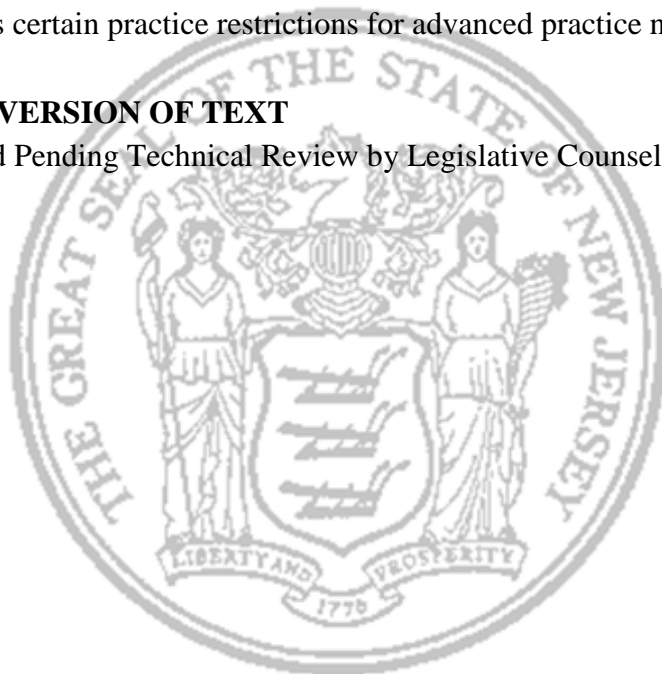 s certain practice restrictions for advanced practice n
VERSION OF TEXT
d Pending Technical Review by Legislative Counsel
THE GREAT SEAL OF THE STATE OF NEW JERSEY
LIBERTY AND PROSPERITY
1776